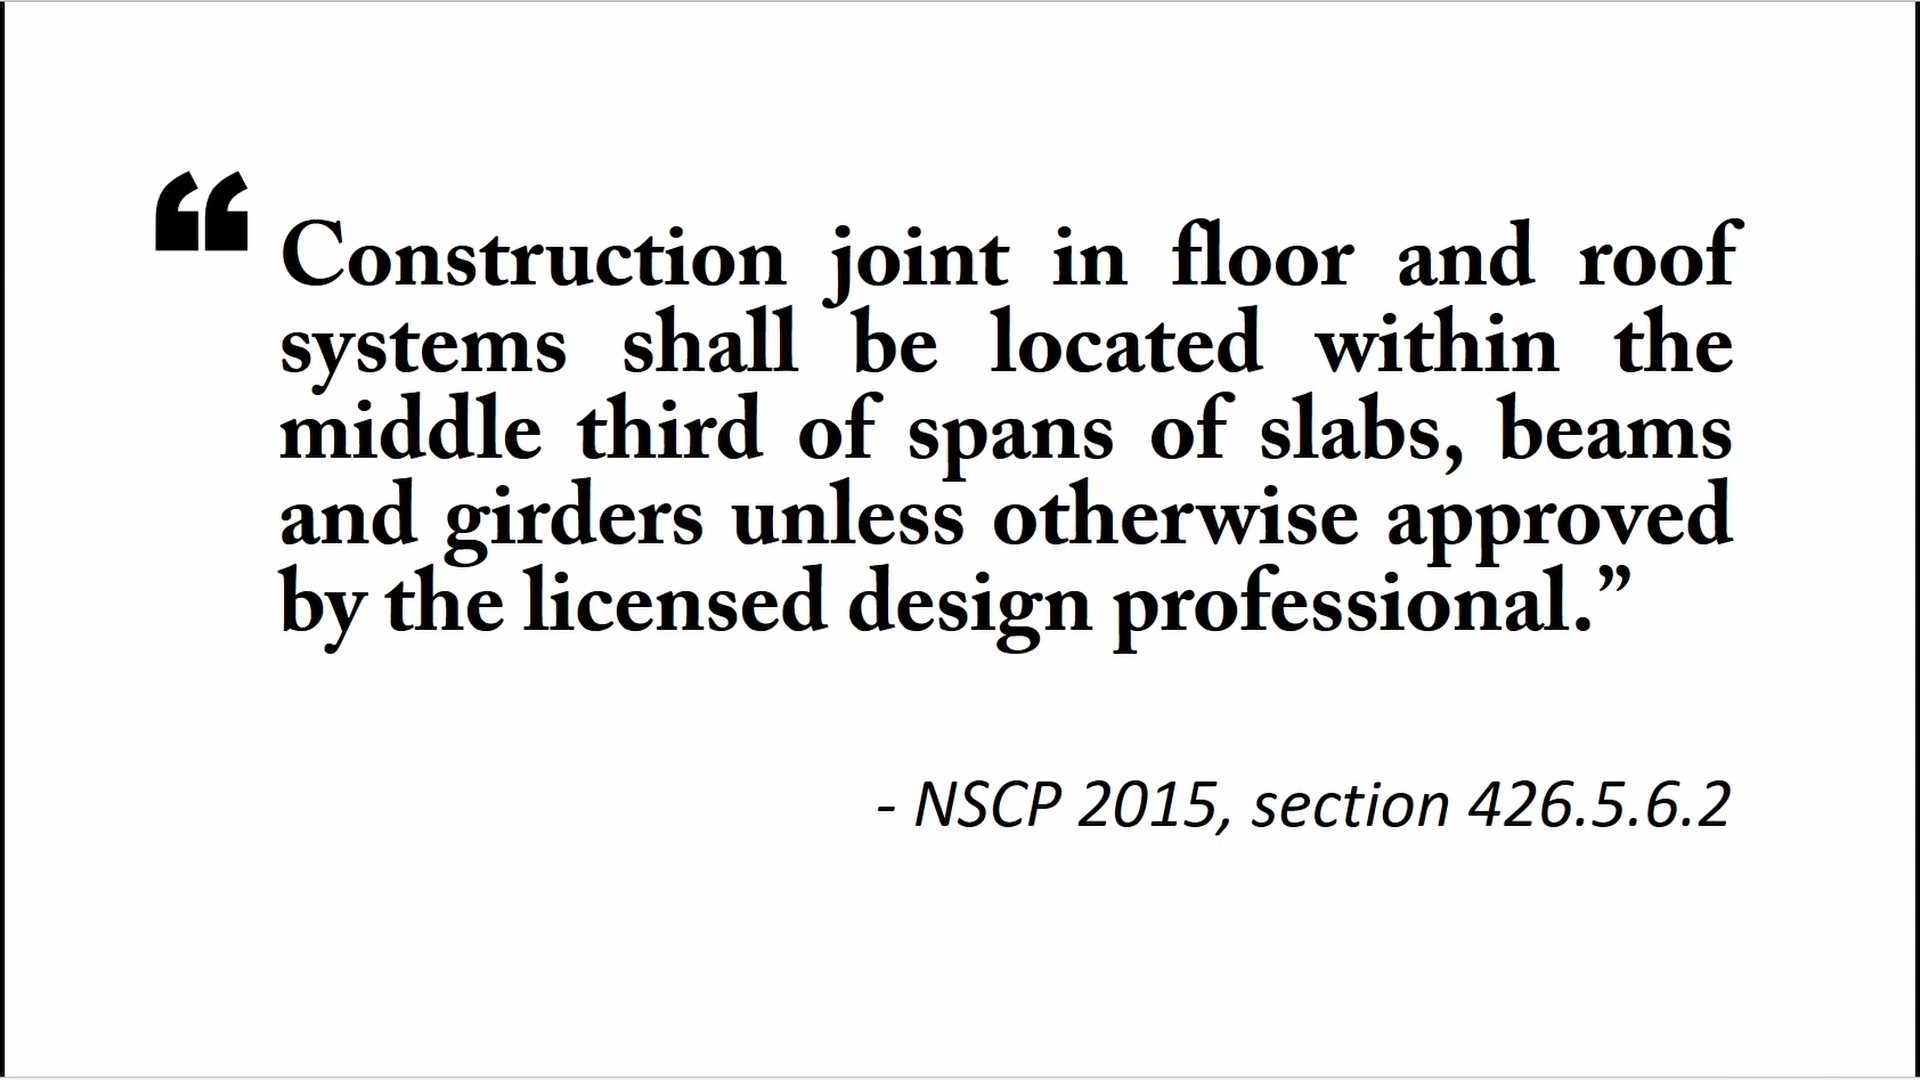 “ Construction joint in floor and roof
systems shall be located within the
middle third of spans of slabs, beams
and girders unless otherwise approved
by the licensed design professional.”
- NSCP 2015, section 426.5.6.2